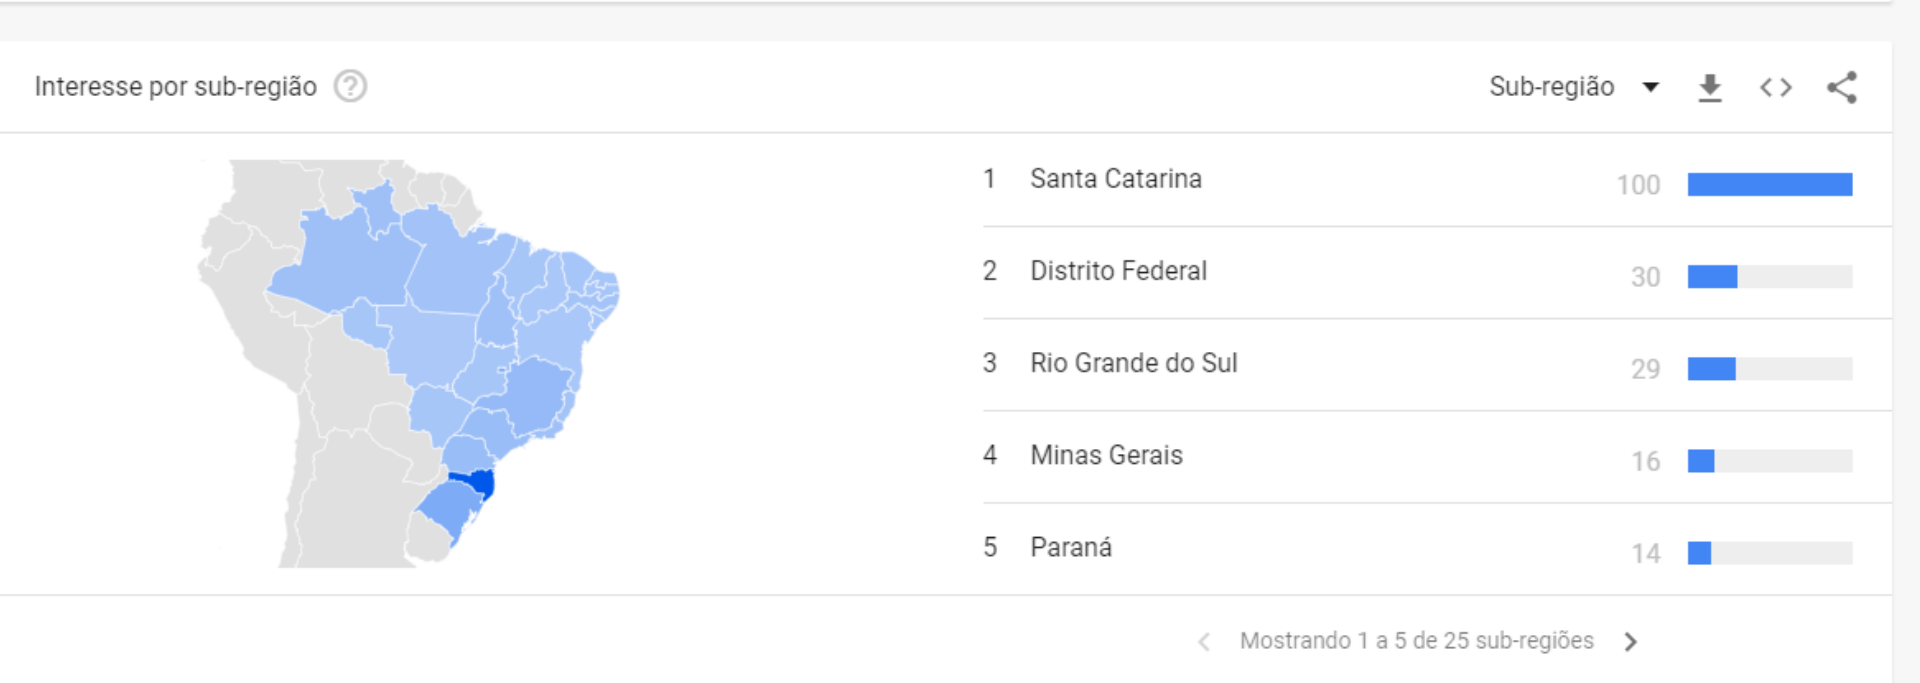 Interesse por sub-região ?
Sub-região
1 Santa Catarina 100
2 Distrito Federal 30
3 Rio Grande do Sul 29
4 Minas Gerais 16
5 Paraná 14
Mostrando 1 a 5 de 25 sub-regiões